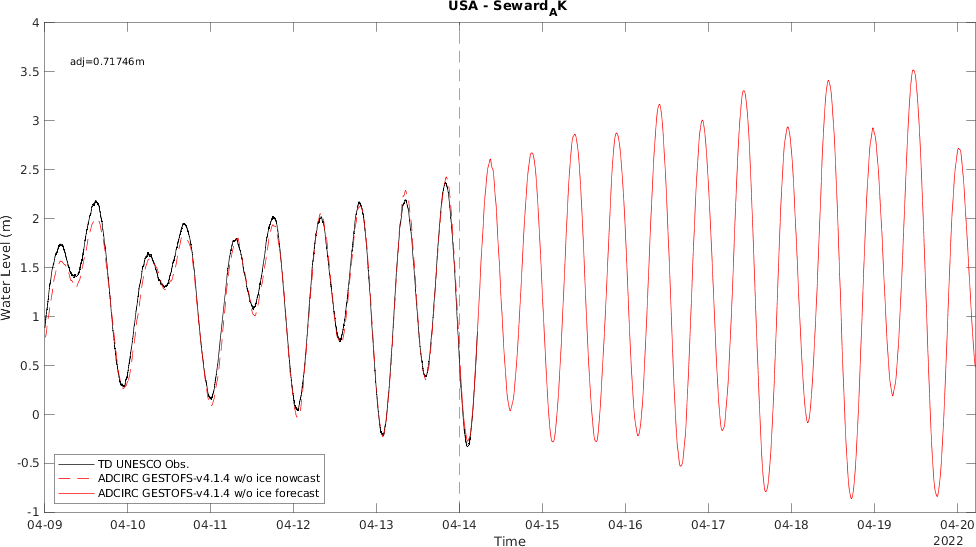 USA - Seward_AK
4
3.5
3
2.5
2
1.5
1
0.5
0
-0.5
-1
Water Level (m)
adj=0.71746m
TD UNESCO Obs.
ADCIRC GESTOFS-v4.1.4 w/o ice nowcast
ADCIRC GESTOFS-v4.1.4 w/o ice forecast
04-09 04-10 04-11 04-12 04-13 04-14 04-15 04-16 04-17 04-18 04-19 04-20
Time
2022